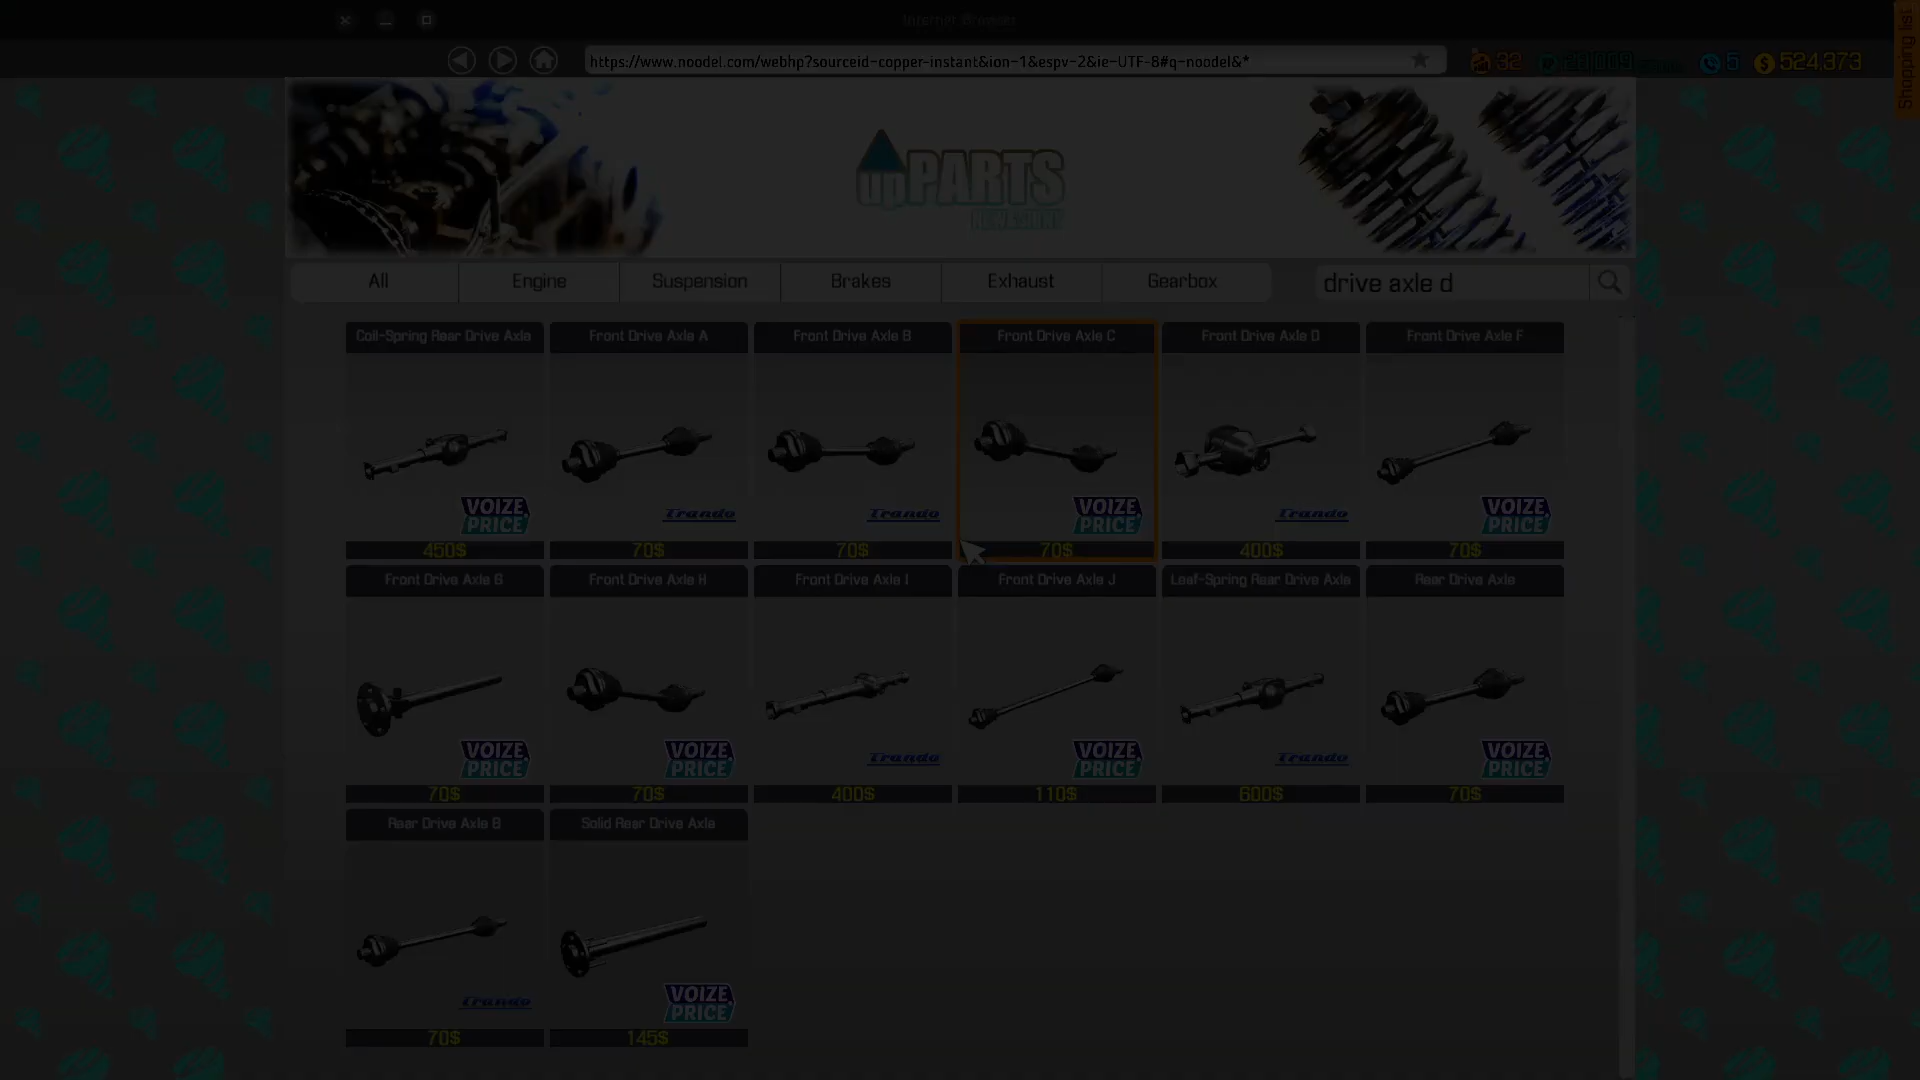 Internet Browser
https://www.noodel.com/webhp?sourceid-copper-instant&ion-1&espv-2&ie-UTF-8#q-noodel&*
32
5
524,373
Shopping list
upPARTS
All Engine Suspension Brakes Exhaust Gearbox drive axle d
Coil-Spring Rear Drive Axle Front Drive Axle A Front Drive Axle B Front Drive Axle C Front Drive Axle D Front Drive Axle F
VOIZE PRICE Trando Trando VOIZE PRICE Trando VOIZE PRICE
450$ 70$ 70$ 70$ 400$ 70$
Front Drive Axle G Front Drive Axle H Front Drive Axle I Front Drive Axle J Leaf-Spring Rear Drive Axle Rear Drive Axle
VOIZE PRICE VOIZE PRICE Trando VOIZE PRICE Trando VOIZE PRICE
70$ 70$ 400$ 110$ 600$ 70$
Rear Drive Axle B Solid Rear Drive Axle
Trando VOIZE PRICE
70$ 145$